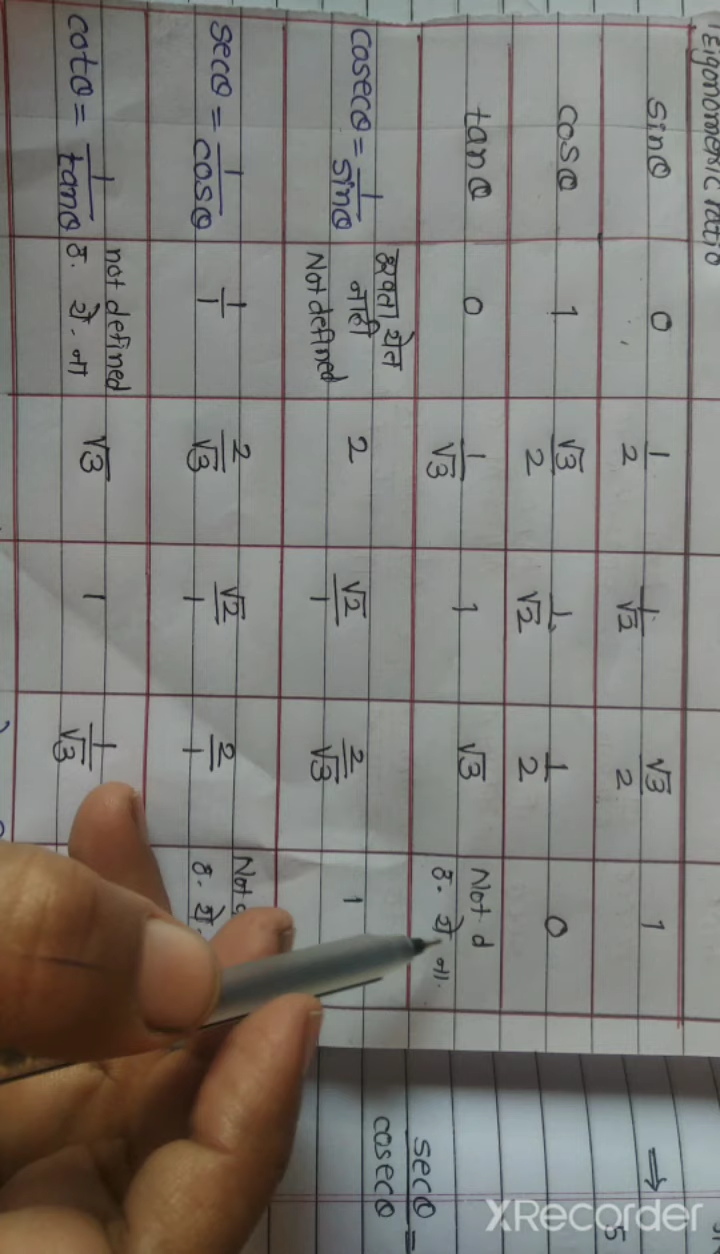 Trigonometric ratio
sinθ 0 1/2 1/√2 √3/2 1
cosθ 1 √3/2 1/√2 1/2 0
tanθ 0 1/√3 1 √3 Not d
ठ. ये ना.
cosecθ = 1/sinθ ठरवता येत नाही Not defined 2 √2/1 2/√3 1
secθ = 1/cosθ 1/1 2/√3 √2/1 2/1 Not
ठ. ये.
cotθ = 1/tanθ not defined √3 1 1/√3
ठ. ये. ना
→
5
secθ/cosecθ =
XRecorder